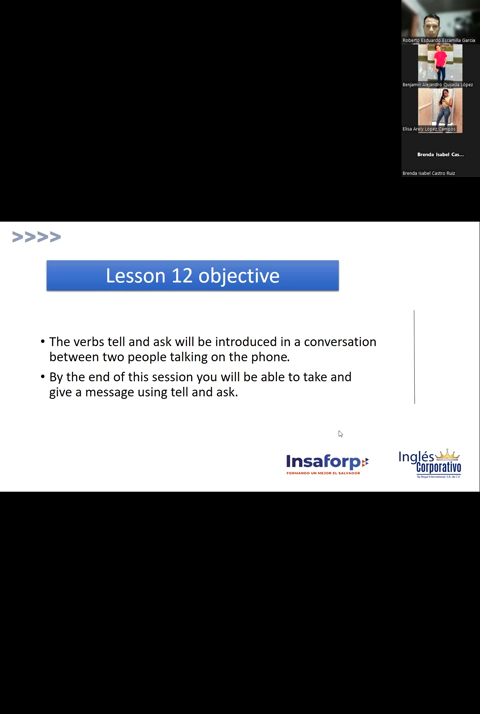 Roberto Eduardo Escamilla Garcia
Benjamin Alejandro Quijada López
Elisa Arely López Campos
Brenda Isabel Cas...
Brenda Isabel Castro Ruiz
>>>>
Lesson 12 objective
• The verbs tell and ask will be introduced in a conversation
between two people talking on the phone.
• By the end of this session you will be able to take and
give a message using tell and ask.
Insaforp
FORMANDO UN MEJOR EL SALVADOR
Inglés
Corporativo